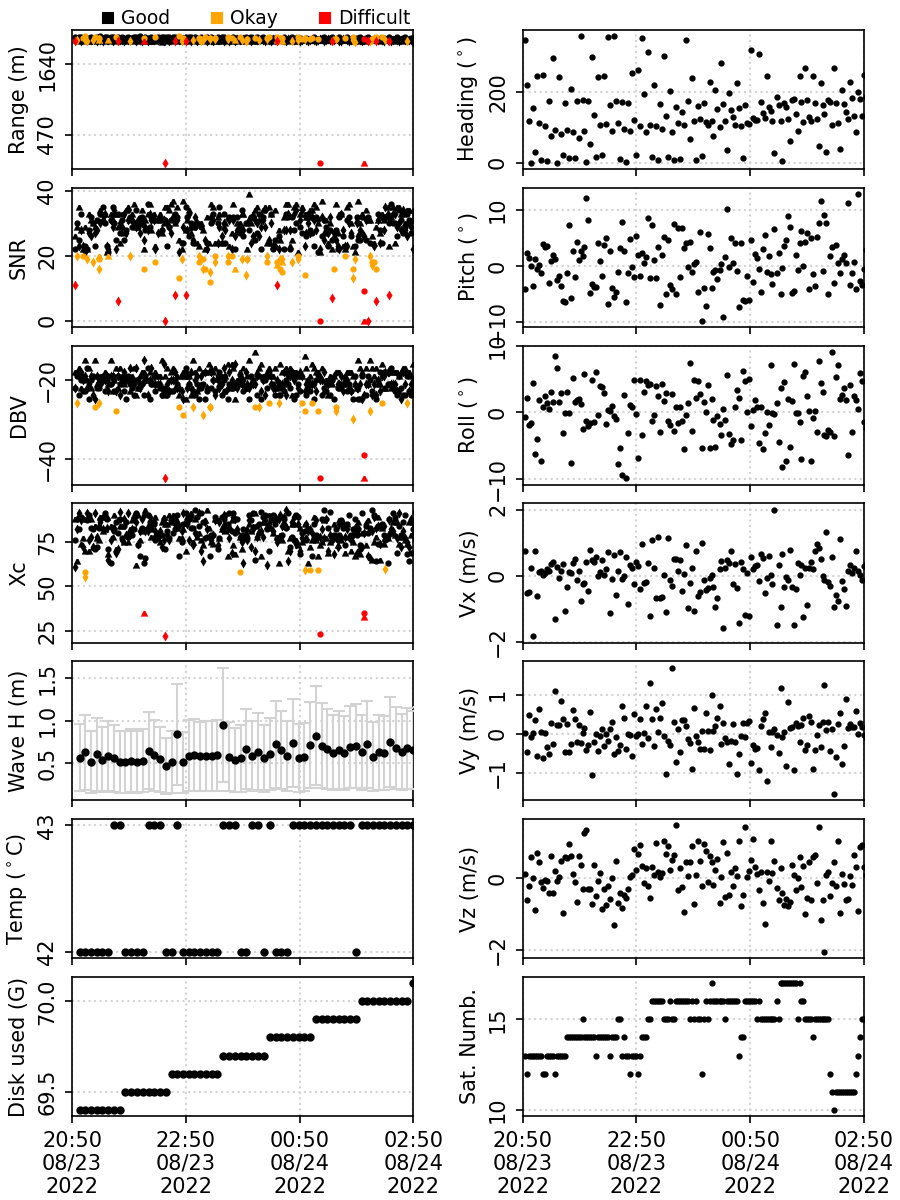 Good Okay Difficult
Range (m)
1640
470
Heading (°)
200
0
SNR
40
20
0
Pitch (°)
10
0
−10
DBV
−20
−40
Roll (°)
10
0
−10
Xc
75
50
25
Vx (m/s)
2
0
−2
Wave H (m)
1.5
1.0
0.5
Vy (m/s)
1
0
−1
Temp (°C)
43
42
Vz (m/s)
0
−2
Disk used (G)
70.0
69.5
Sat. Numb.
15
10
20:50 22:50 00:50 02:50
08/23 08/23 08/24 08/24
2022 2022 2022 2022
20:50 22:50 00:50 02:50
08/23 08/23 08/24 08/24
2022 2022 2022 2022